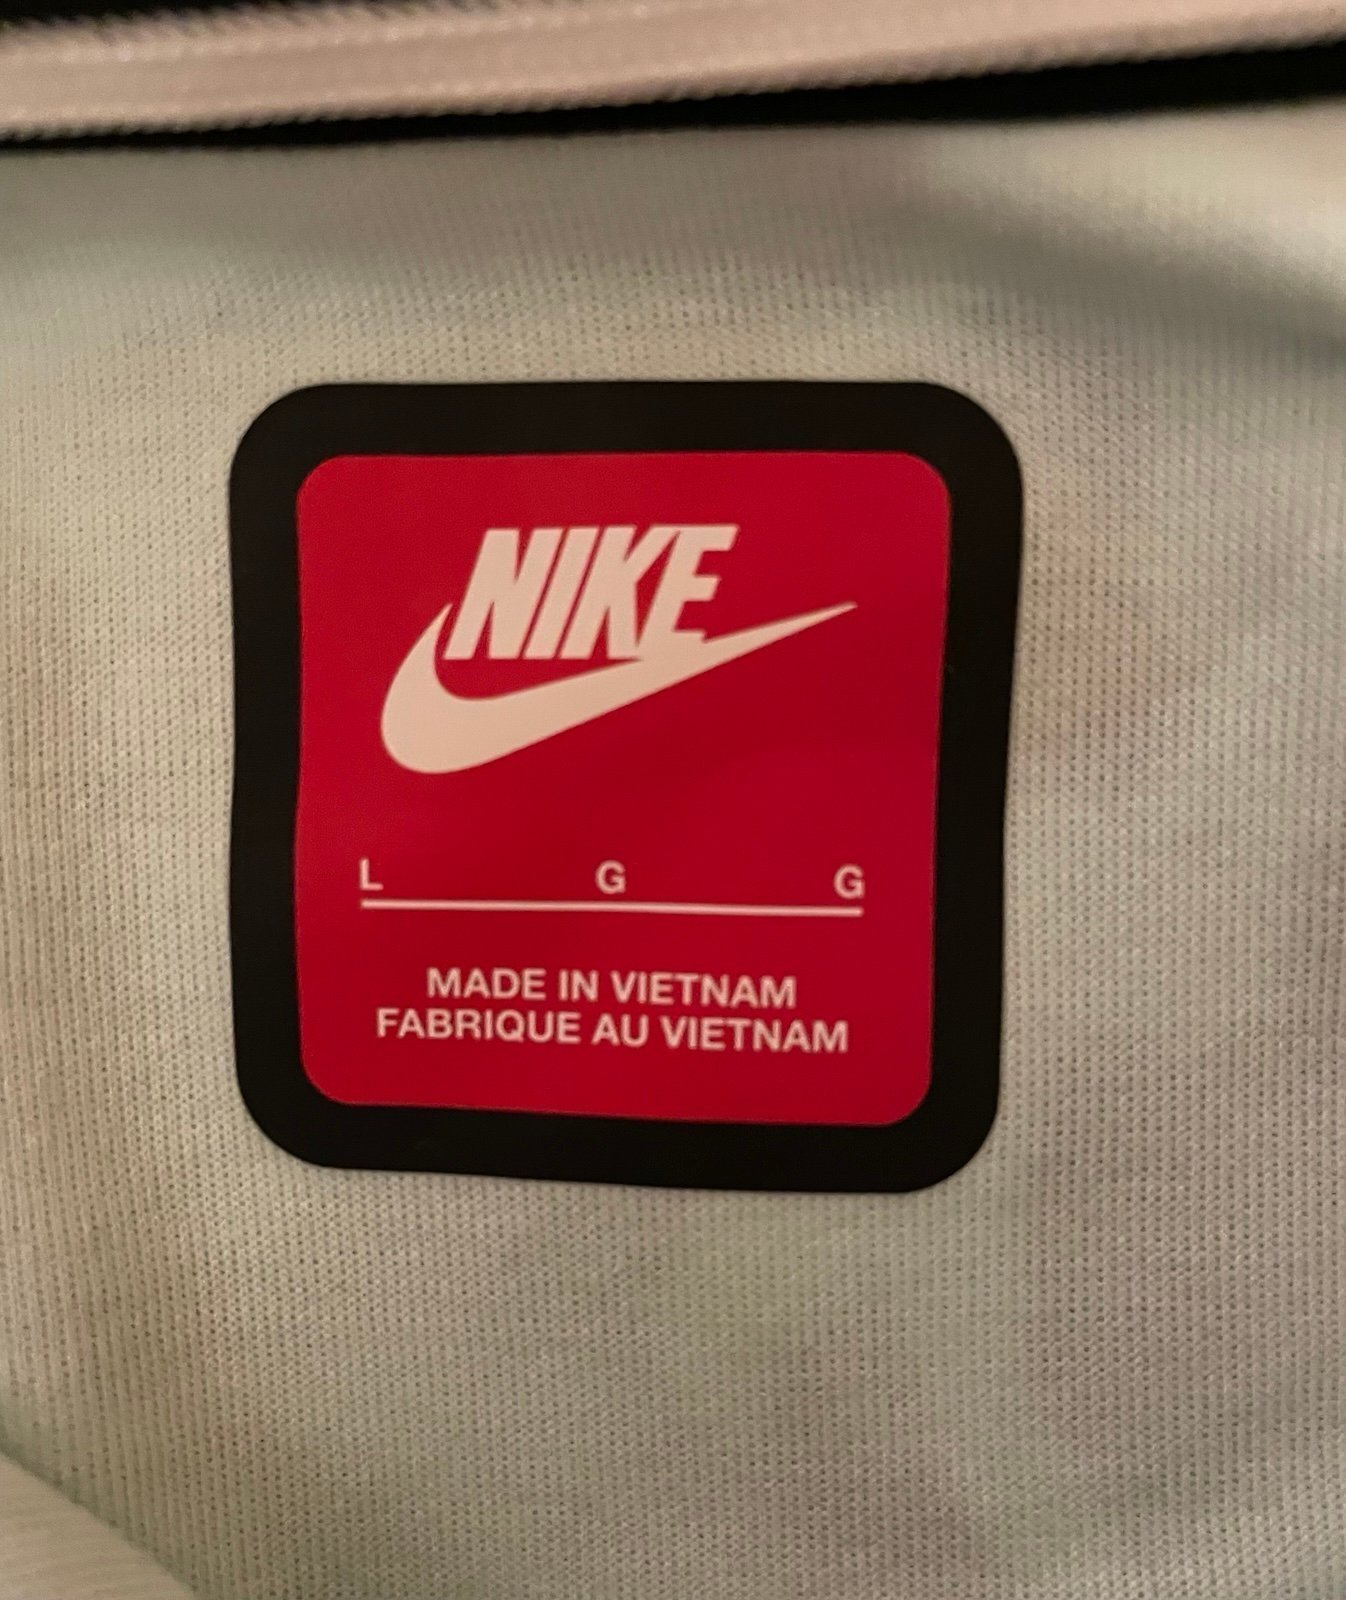 NIKE
L G G
MADE IN VIETNAM
FABRIQUE AU VIETNAM